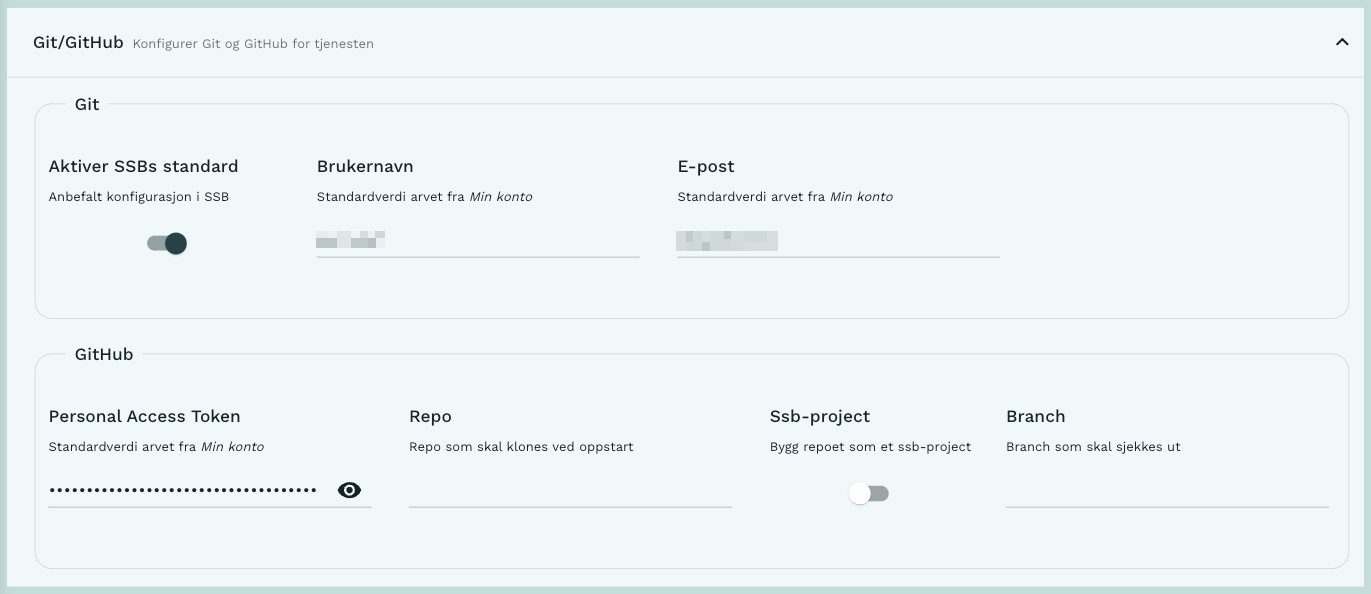 Git/GitHub Konfigurer Git og GitHub for tjenesten
Git
Aktiver SSBs standard
Anbefalt konfigurasjon i SSB
Brukernavn
Standardverdi arvet fra Min konto
E-post
Standardverdi arvet fra Min konto
GitHub
Personal Access Token
Standardverdi arvet fra Min konto
••••••••••••••••••••••••••••••••••••
Repo
Repo som skal klones ved oppstart
Ssb-project
Bygg repoet som et ssb-project
Branch
Branch som skal sjekkes ut